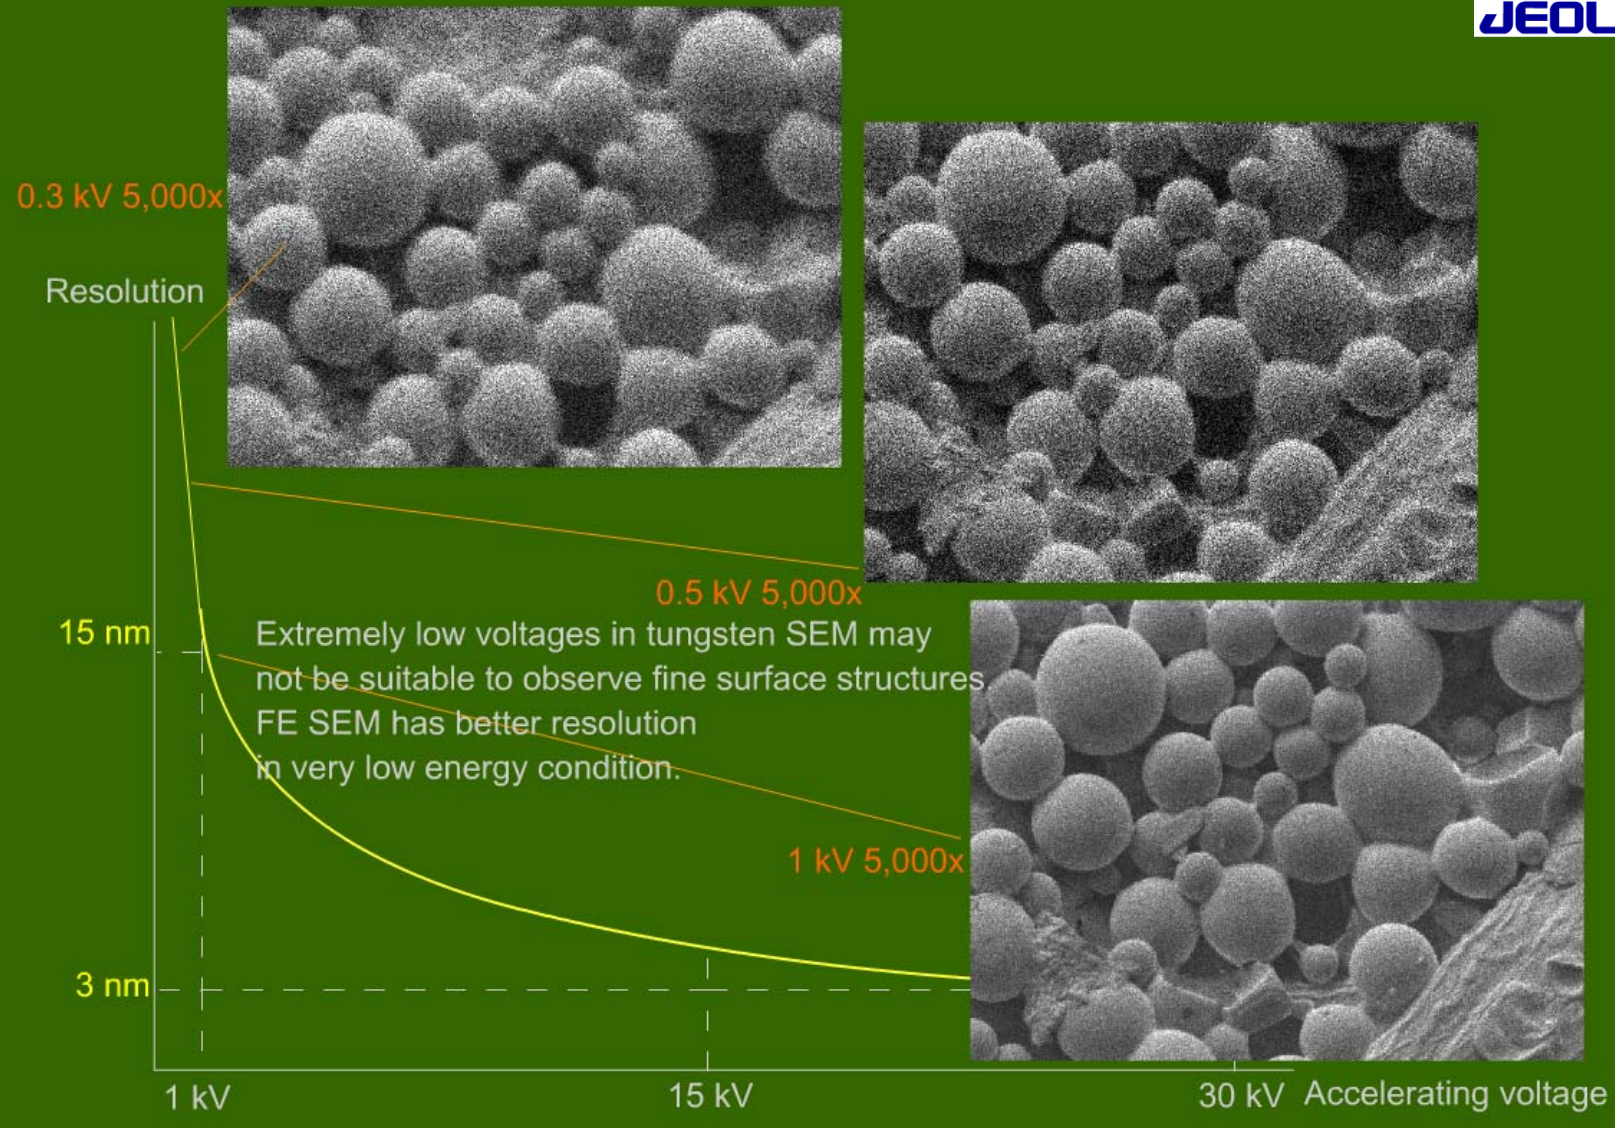 JEOL
0.3 kV 5,000x
Resolution
0.5 kV 5,000x
15 nm
Extremely low voltages in tungsten SEM may
not be suitable to observe fine surface structures.
FE SEM has better resolution
in very low energy condition.
1 kV 5,000x
3 nm
1 kV
15 kV
30 kV
Accelerating voltage